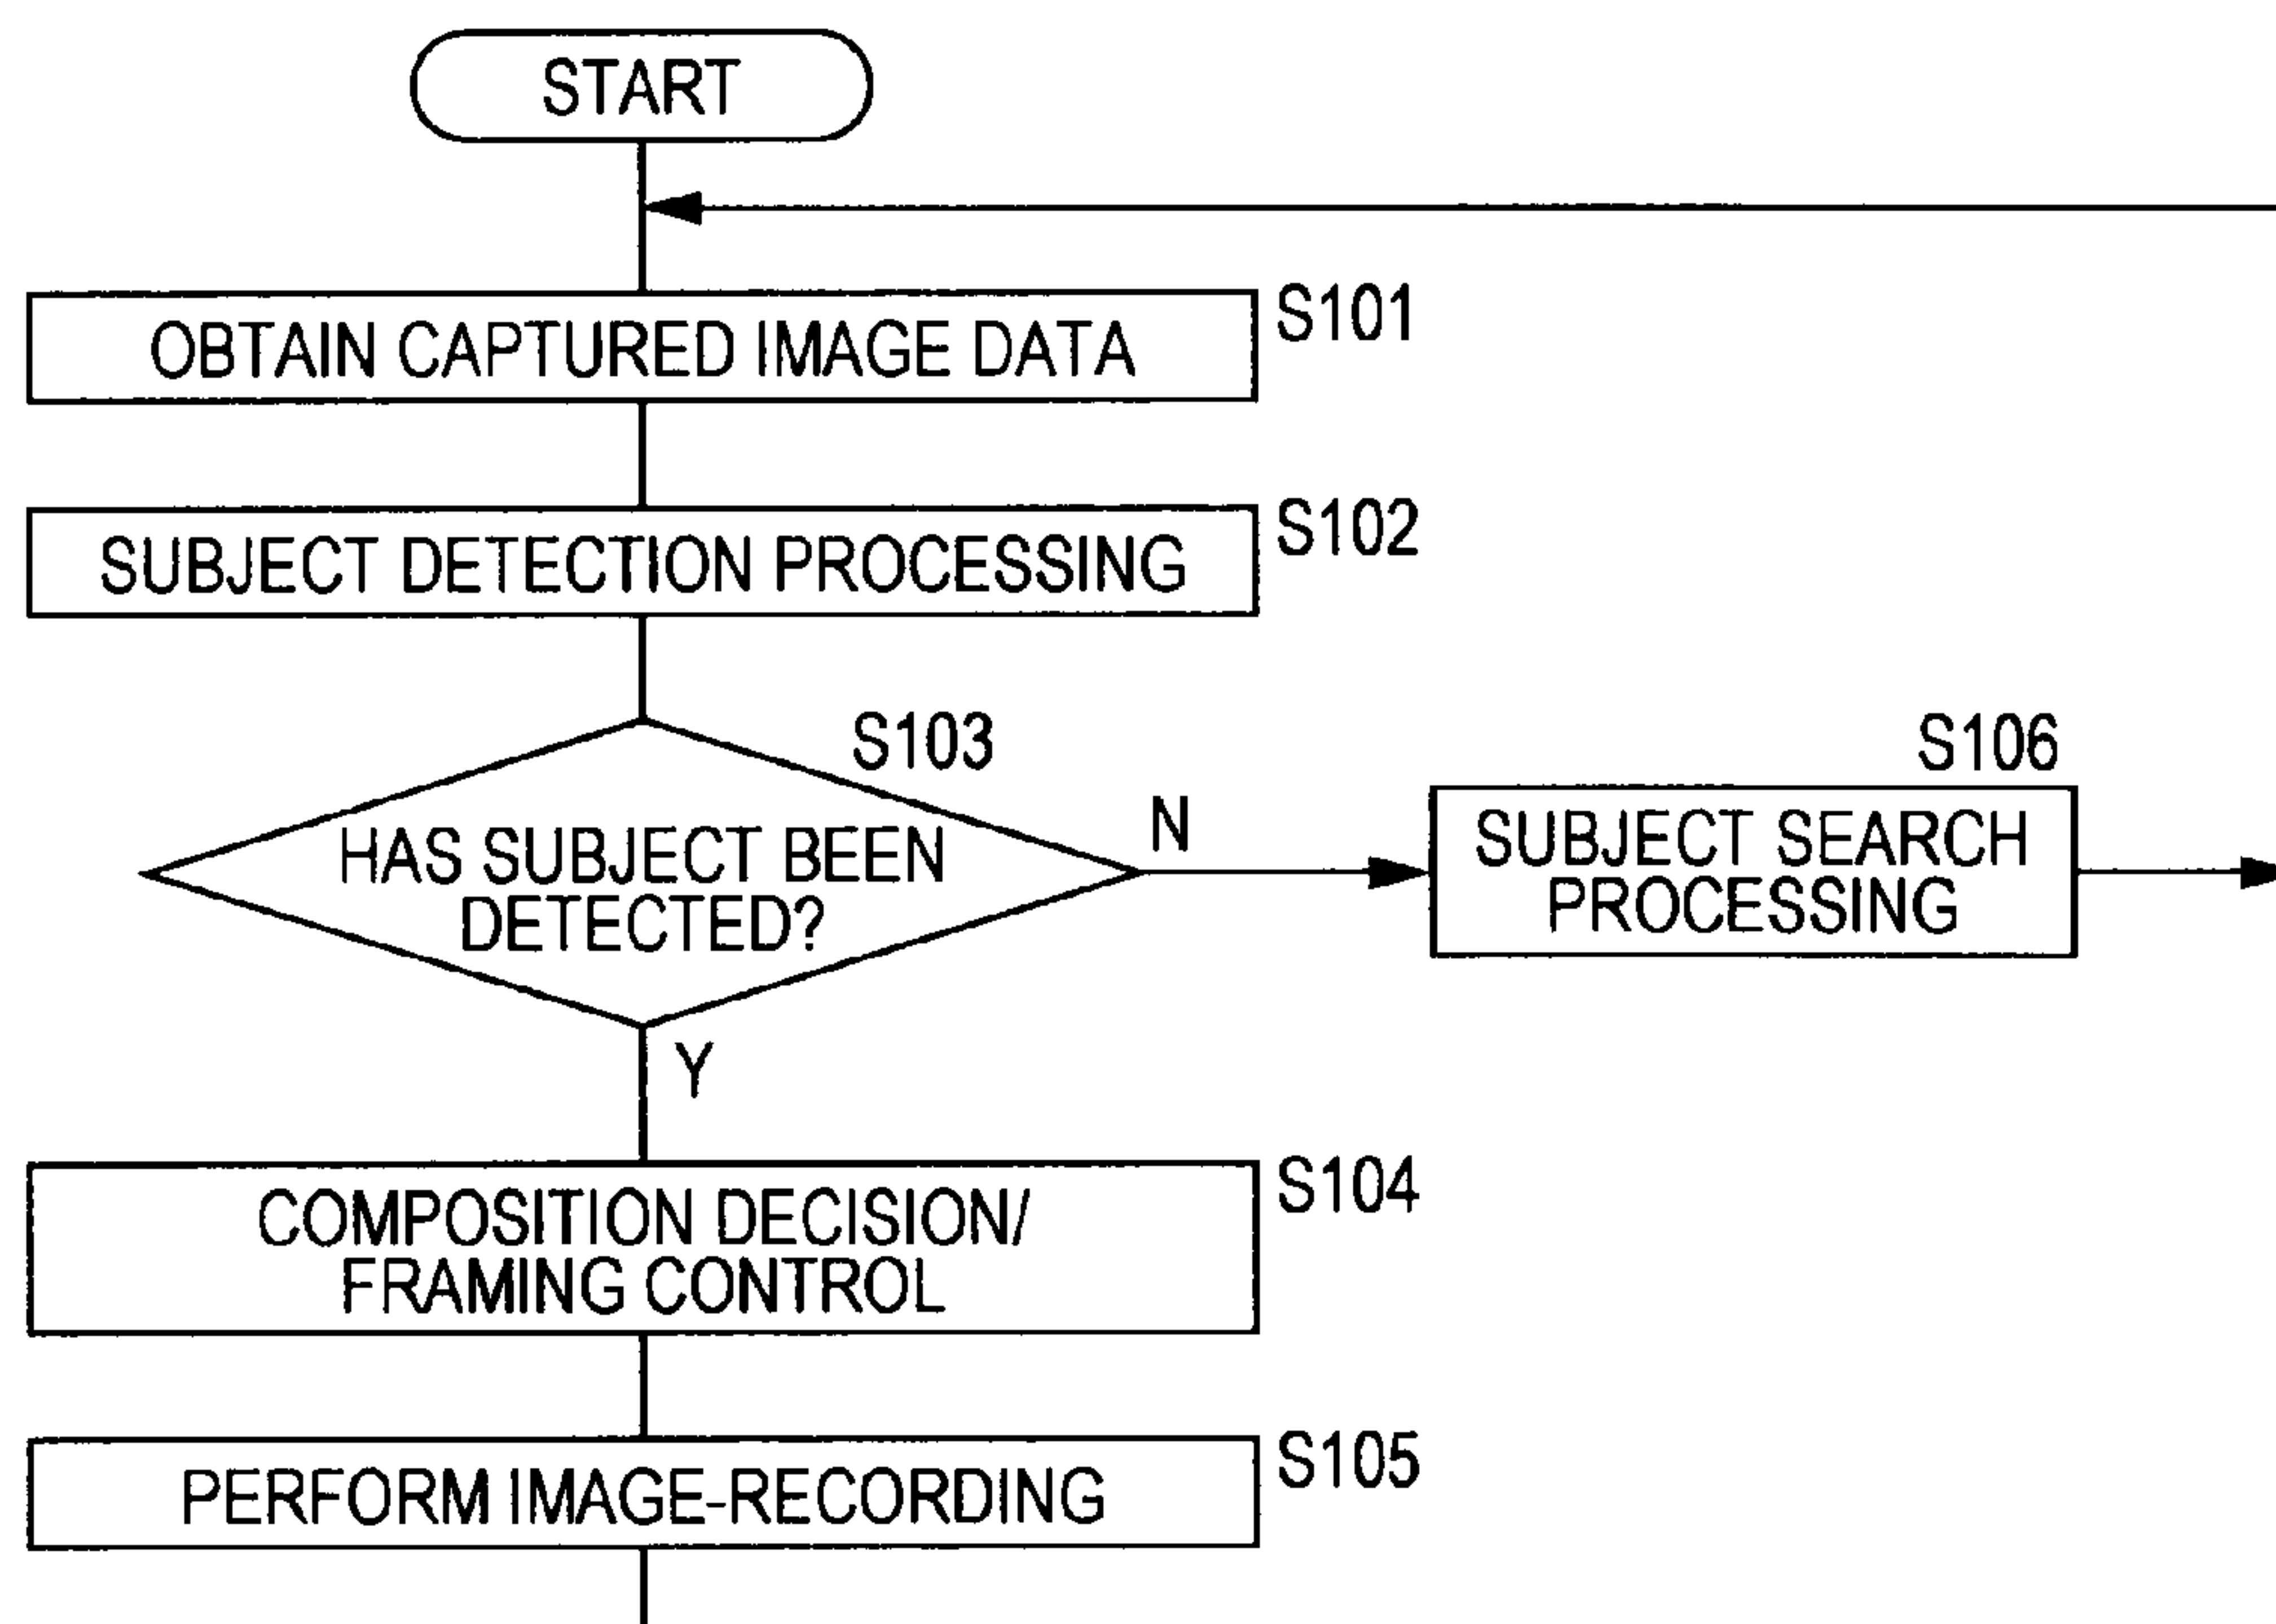 START
OBTAIN CAPTURED IMAGE DATA
S101
SUBJECT DETECTION PROCESSING
S102
S103
HAS SUBJECT BEEN
DETECTED?
N
S106
SUBJECT SEARCH
PROCESSING
Y
COMPOSITION DECISION/
FRAMING CONTROL
S104
PERFORM IMAGE-RECORDING
S105